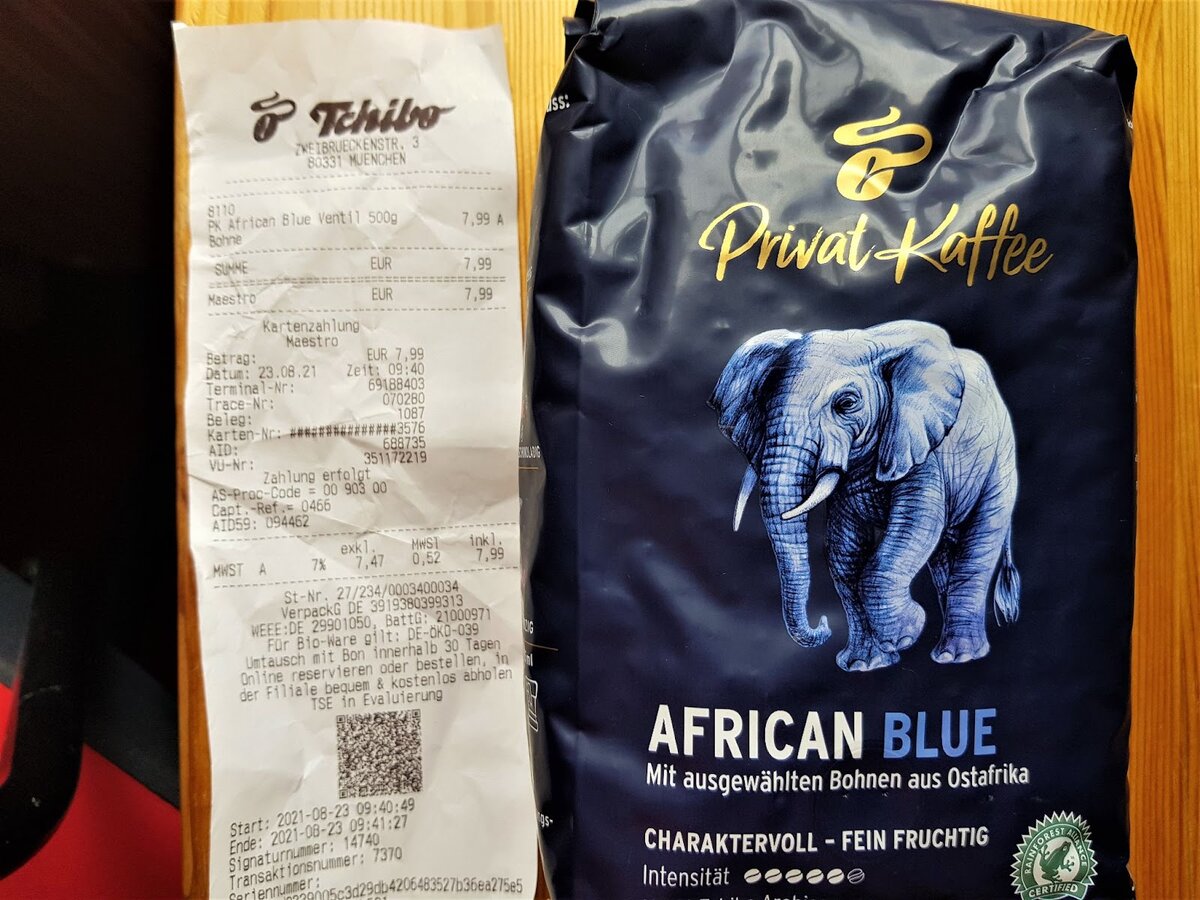 Tchibo
ZWEIBRUECKENSTR. 3
80331 MUENCHEN
8110
PK African Blue Ventil 500g 7,99 A
Bohne
SUMME EUR 7,99
Maestro EUR 7,99
Kartenzahlung
Maestro
Betrag: EUR 7,99
Datum: 23.08.21 Zeit: 09:40
Terminal-Nr: 69188403
Trace-Nr: 070280
Beleg: 1087
Karten-Nr: ###############3576
AID: 688735
VU-Nr: 351172219
Zahlung erfolgt
AS-Proc-Code = 00 903 00
Capt.-Ref.= 0466
AID59: 094462
exkl. MwSt inkl.
MWST A 7% 7,47 0,52 7,99
St-Nr. 27/234/0003400034
VerpackG DE 3919380399313
WEEE:DE 29901050, BattG: 21000971
Für Bio-Ware gilt: DE-ÖKO-039
Umtausch mit Bon innerhalb 30 Tagen
Online reservieren oder bestellen, in
der Filiale bequem & kostenlos abholen
TSE in Evaluierung
Start: 2021-08-23 09:40:49
Ende: 2021-08-23 09:41:27
Signaturnummer: 14740
Transaktionsnummer: 7370
Seriennummer:
Privat Kaffee
AFRICAN BLUE
Mit ausgewählten Bohnen aus Ostafrika
CHARAKTERVOLL – FEIN FRUCHTIG
Intensität
RAINFOREST ALLIANCE
CERTIFIED